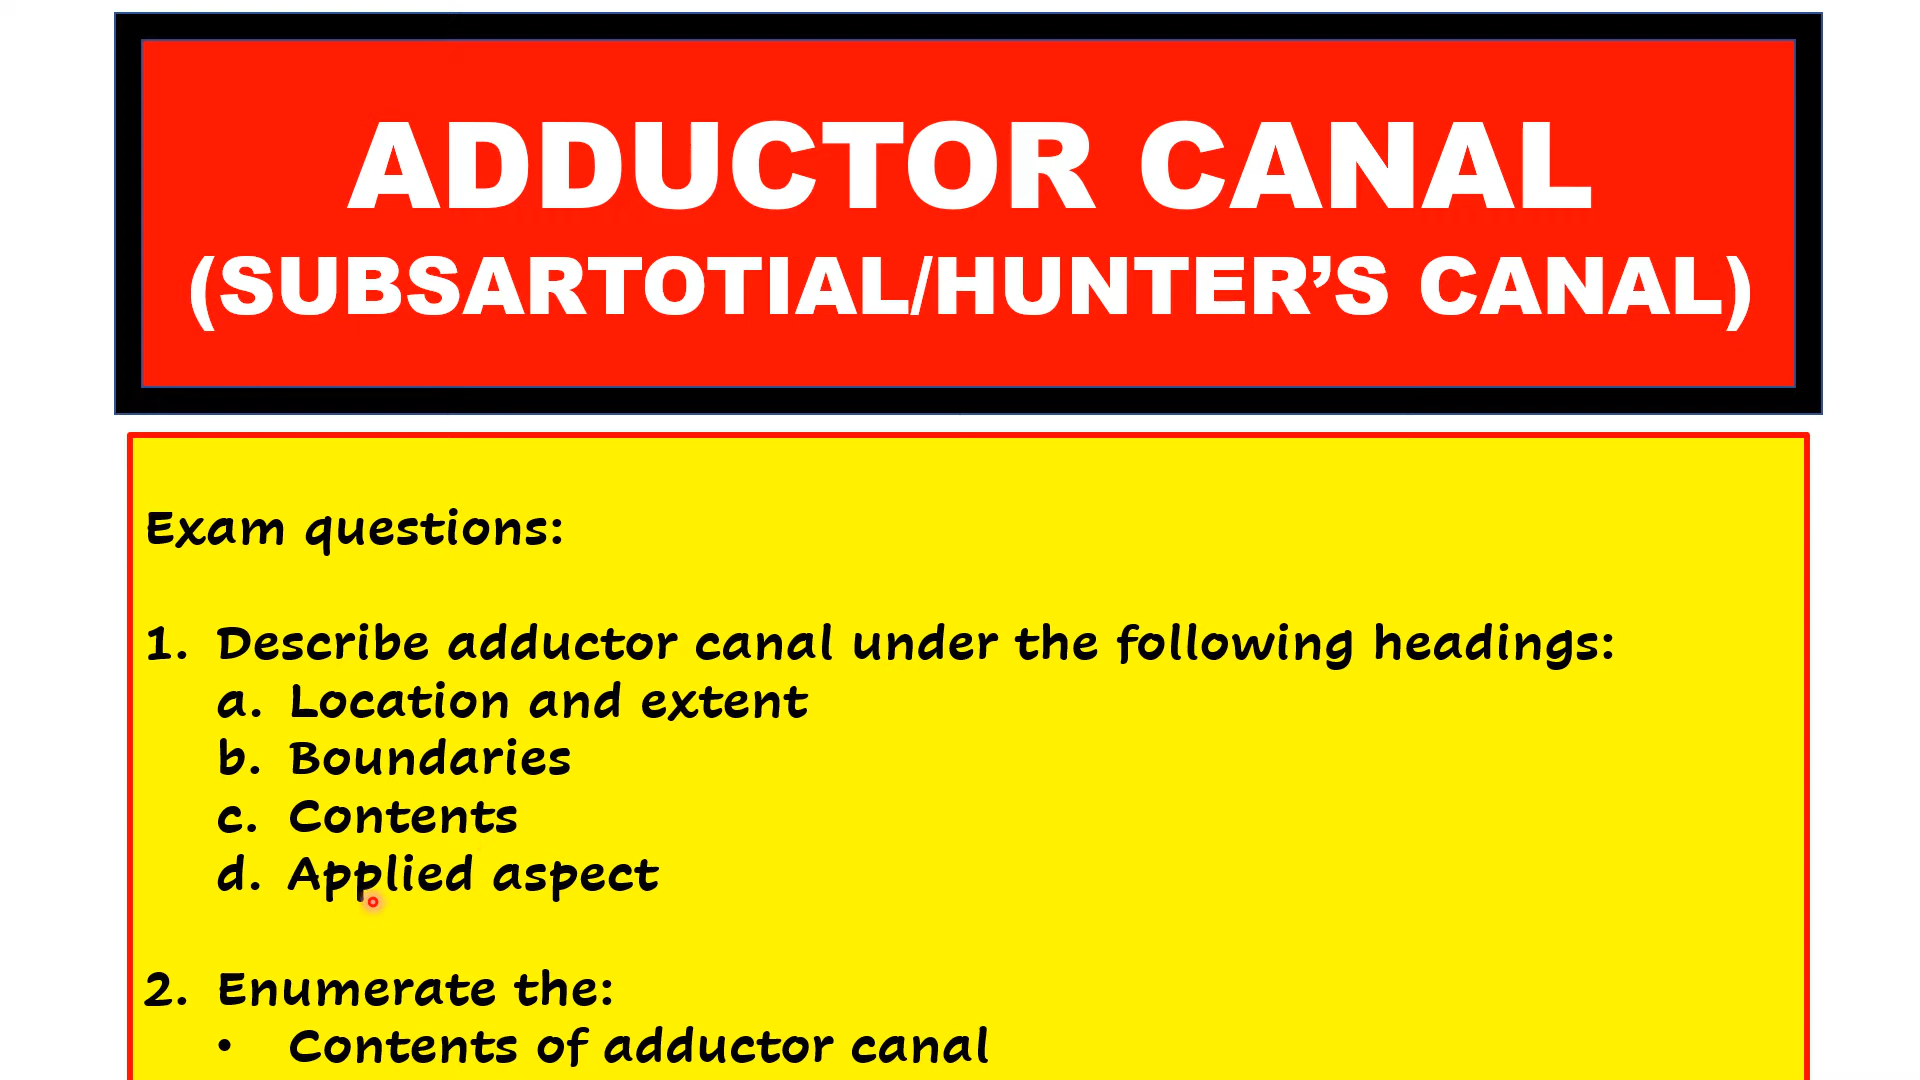 ADDUCTOR CANAL
(SUBSARTOTIAL/HUNTER’S CANAL)
Exam questions:
1. Describe adductor canal under the following headings:
a. Location and extent
b. Boundaries
c. Contents
d. Applied aspect
2. Enumerate the:
• Contents of adductor canal